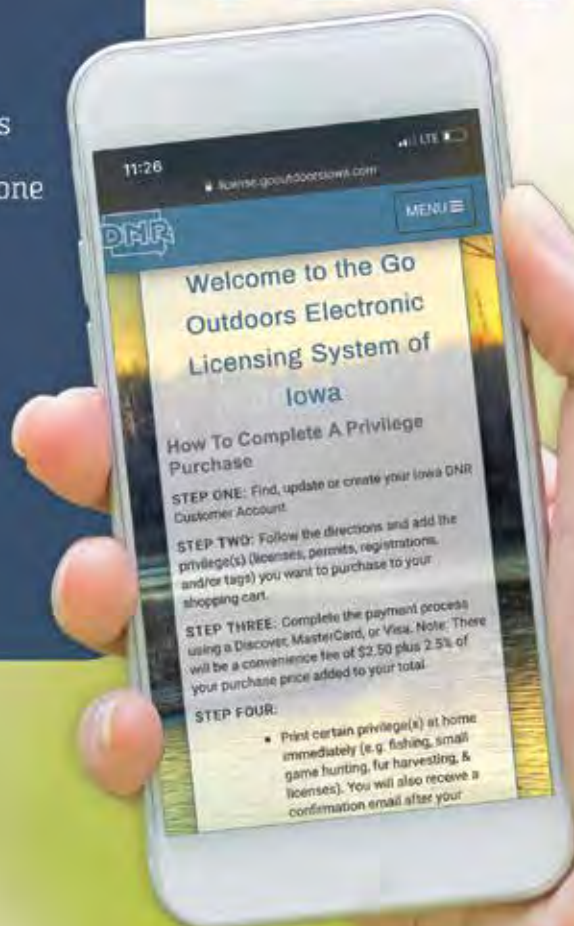 s
one
11:26
LTE
license.gooutdoorsiowa.com
DNR
MENU
Welcome to the Go
Outdoors Electronic
Licensing System of
Iowa
How To Complete A Privilege
Purchase
STEP ONE: Find, update or create your Iowa DNR
Customer Account.
STEP TWO: Follow the directions and add the
privilege(s) (licenses, permits, registrations,
and/or tags) you want to purchase to your
shopping cart.
STEP THREE: Complete the payment process
using a Discover, MasterCard, or Visa. Note: There
will be a convenience fee of $2.50 plus 2.5% of
your purchase price added to your total.
STEP FOUR:
• Print certain privilege(s) at home
immediately (e.g. fishing, small
game hunting, fur harvesting, &
licenses). You will also receive a
confirmation email after your